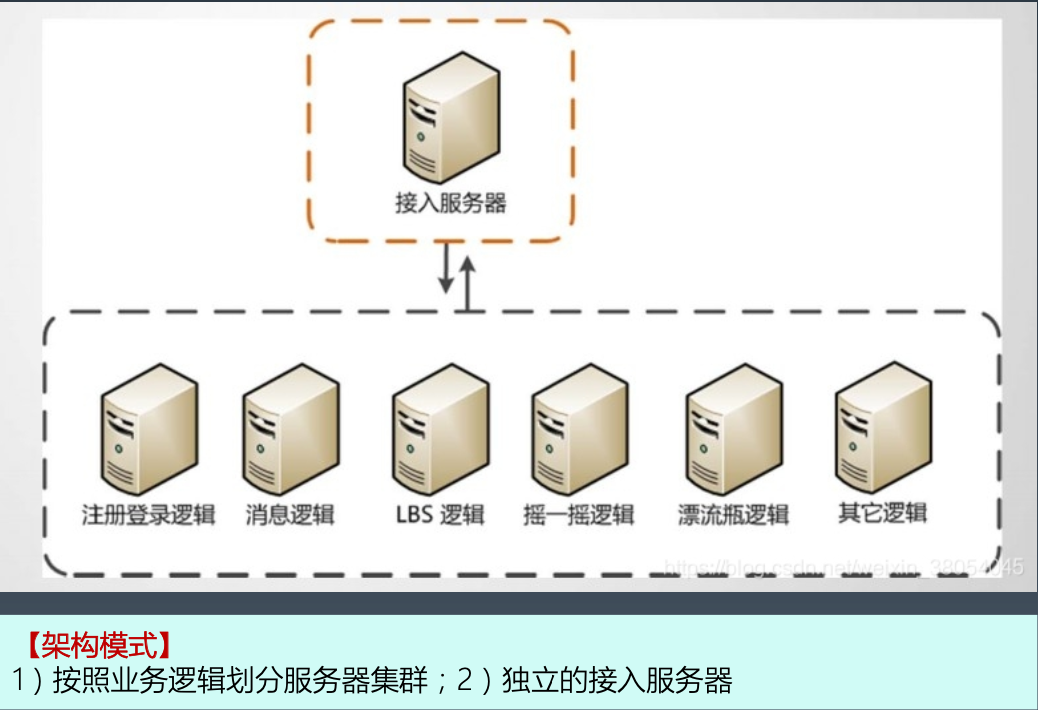 接入服务器
注册登录逻辑 消息逻辑 LBS 逻辑 摇一摇逻辑 漂流瓶逻辑 其它逻辑
https://blog.csdn.net/weixin_38054045
【架构模式】
1）按照业务逻辑划分服务器集群；2）独立的接入服务器